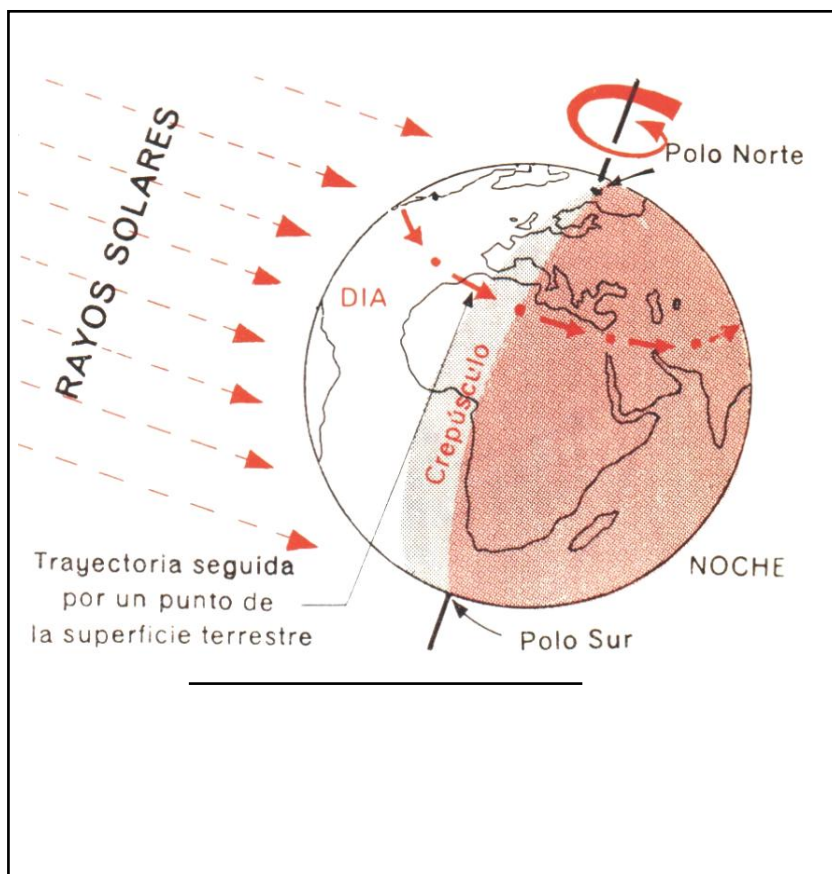 RAYOS SOLARES
Polo Norte
DIA
Crepúsculo
Trayectoria seguida
por un punto de
la superficie terrestre
NOCHE
Polo Sur